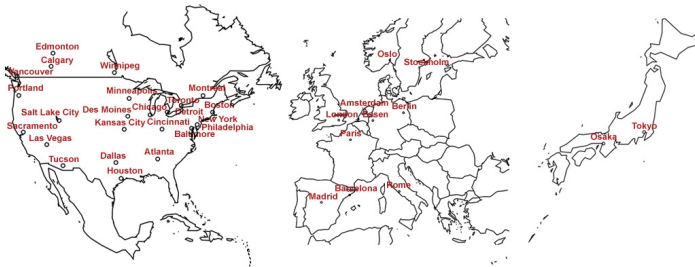 Edmonton
Calgary
Vancouver
Winnipeg
Portland
Minneapolis
Montreal
Toronto
Boston
Salt Lake City
Des Moines
Chicago
Detroit
New York
Sacramento
Kansas City
Cincinnati
Philadelphia
Baltimore
Las Vegas
Tucson
Dallas
Atlanta
Houston
Oslo
Stockholm
Amsterdam
Berlin
London
Essen
Paris
Barcelona
Rome
Madrid
Tokyo
Osaka